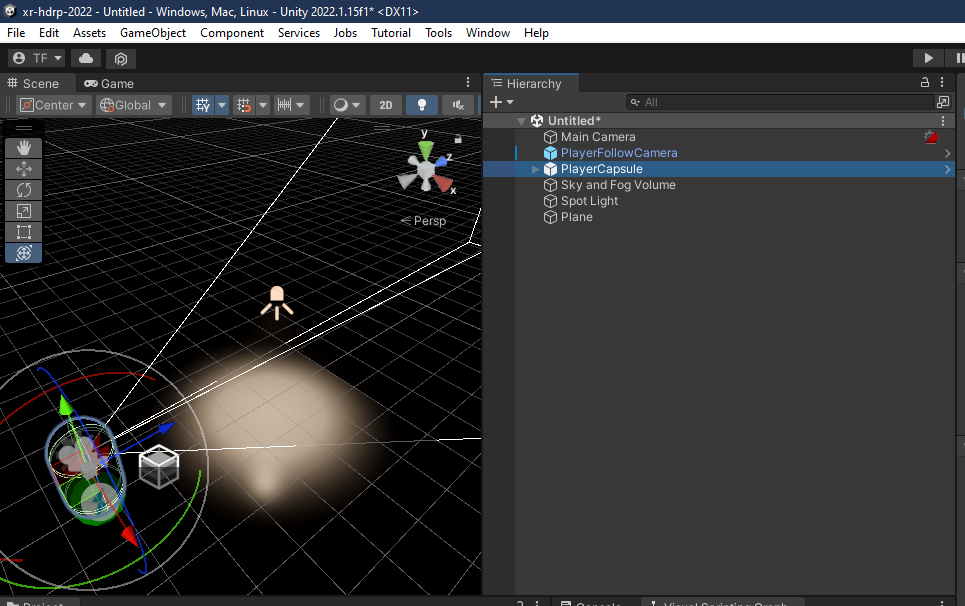 xr-hdrp-2022 - Untitled - Windows, Mac, Linux - Unity 2022.1.15f1* <DX11>
File Edit Assets GameObject Component Services Jobs Tutorial Tools Window Help
TF
Scene Game
Hierarchy
Center Global 2D
All
Untitled*
Main Camera
PlayerFollowCamera
PlayerCapsule
Sky and Fog Volume
Spot Light
Plane
y
z
x
Persp
Project
Console Visual Scripting Graph